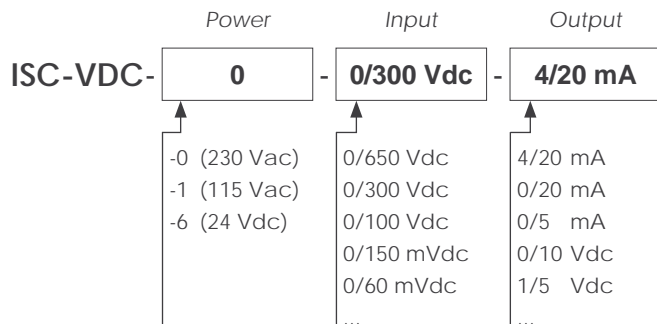 Power Input Output
ISC-VDC- 0 - 0/300 Vdc - 4/20 mA
-0 (230 Vac) 0/650 Vdc 4/20 mA
-1 (115 Vac) 0/300 Vdc 0/20 mA
-6 (24 Vdc) 0/100 Vdc 0/5 mA
0/150 mVdc 0/10 Vdc
0/60 mVdc 1/5 Vdc
... ...